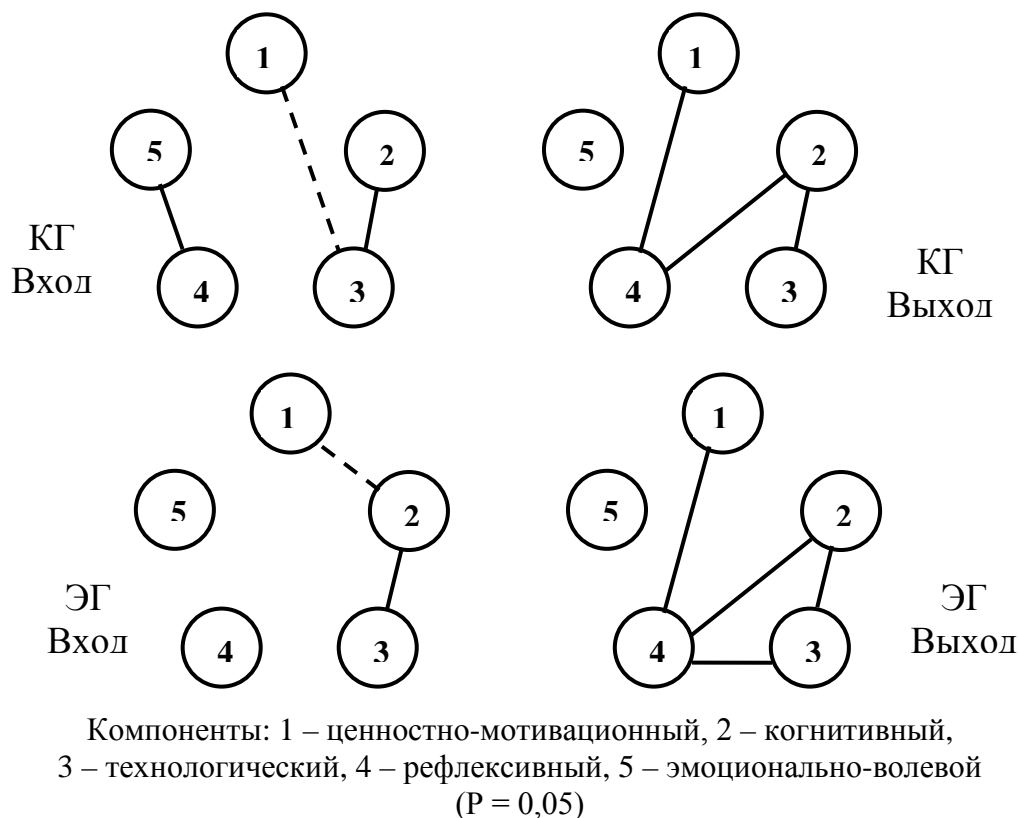 1
1
5
2
5
2
КГ
Вход
4
3
4
3
КГ
Выход
1
1
5
2
5
2
ЭГ
Вход
4
3
4
3
ЭГ
Выход
Компоненты: 1 – ценностно-мотивационный, 2 – когнитивный,
3 – технологический, 4 – рефлексивный, 5 – эмоционально-волевой
(P = 0,05)